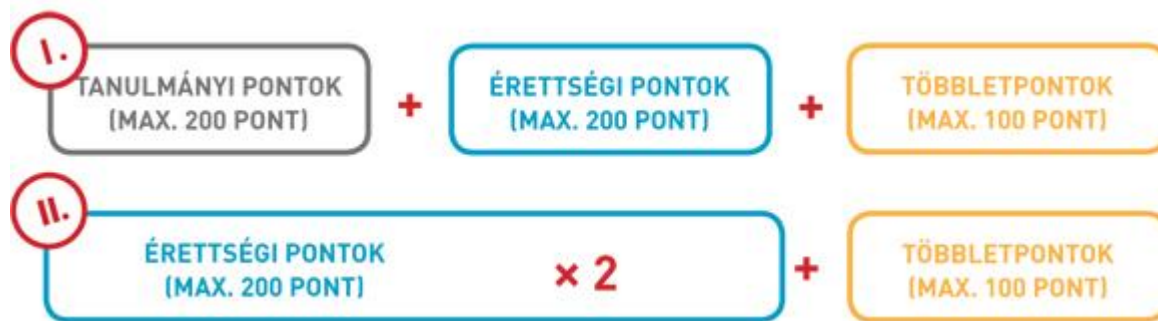 I.
TANULMÁNYI PONTOK
(MAX. 200 PONT)
+
ÉRETTSÉGI PONTOK
(MAX. 200 PONT)
+
TÖBBLETPONTOK
(MAX. 100 PONT)
II.
ÉRETTSÉGI PONTOK
(MAX. 200 PONT)
× 2
+
TÖBBLETPONTOK
(MAX. 100 PONT)